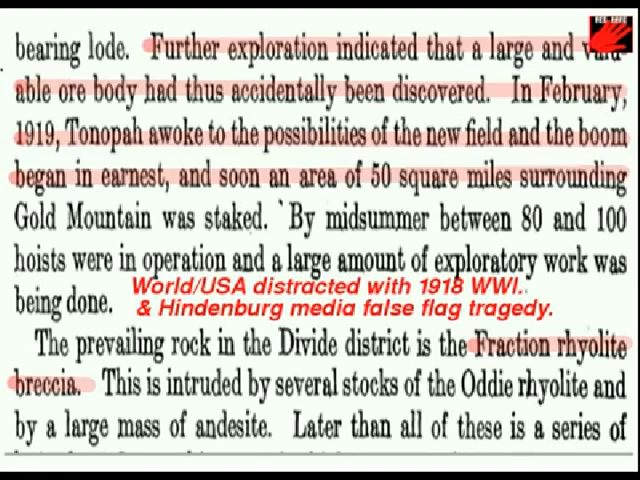 bearing lode. Further exploration indicated that a large and valu-
able ore body had thus accidentally been discovered. In February,
1919, Tonopah awoke to the possibilities of the new field and the boom
began in earnest, and soon an area of 50 square miles surrounding
Gold Mountain was staked. By midsummer between 80 and 100
hoists were in operation and a large amount of exploratory work was
being done.
World/USA distracted with 1918 WWI.
& Hindenburg media false flag tragedy.
The prevailing rock in the Divide district is the Fraction rhyolite
breccia. This is intruded by several stocks of the Oddie rhyolite and
by a large mass of andesite. Later than all of these is a series of